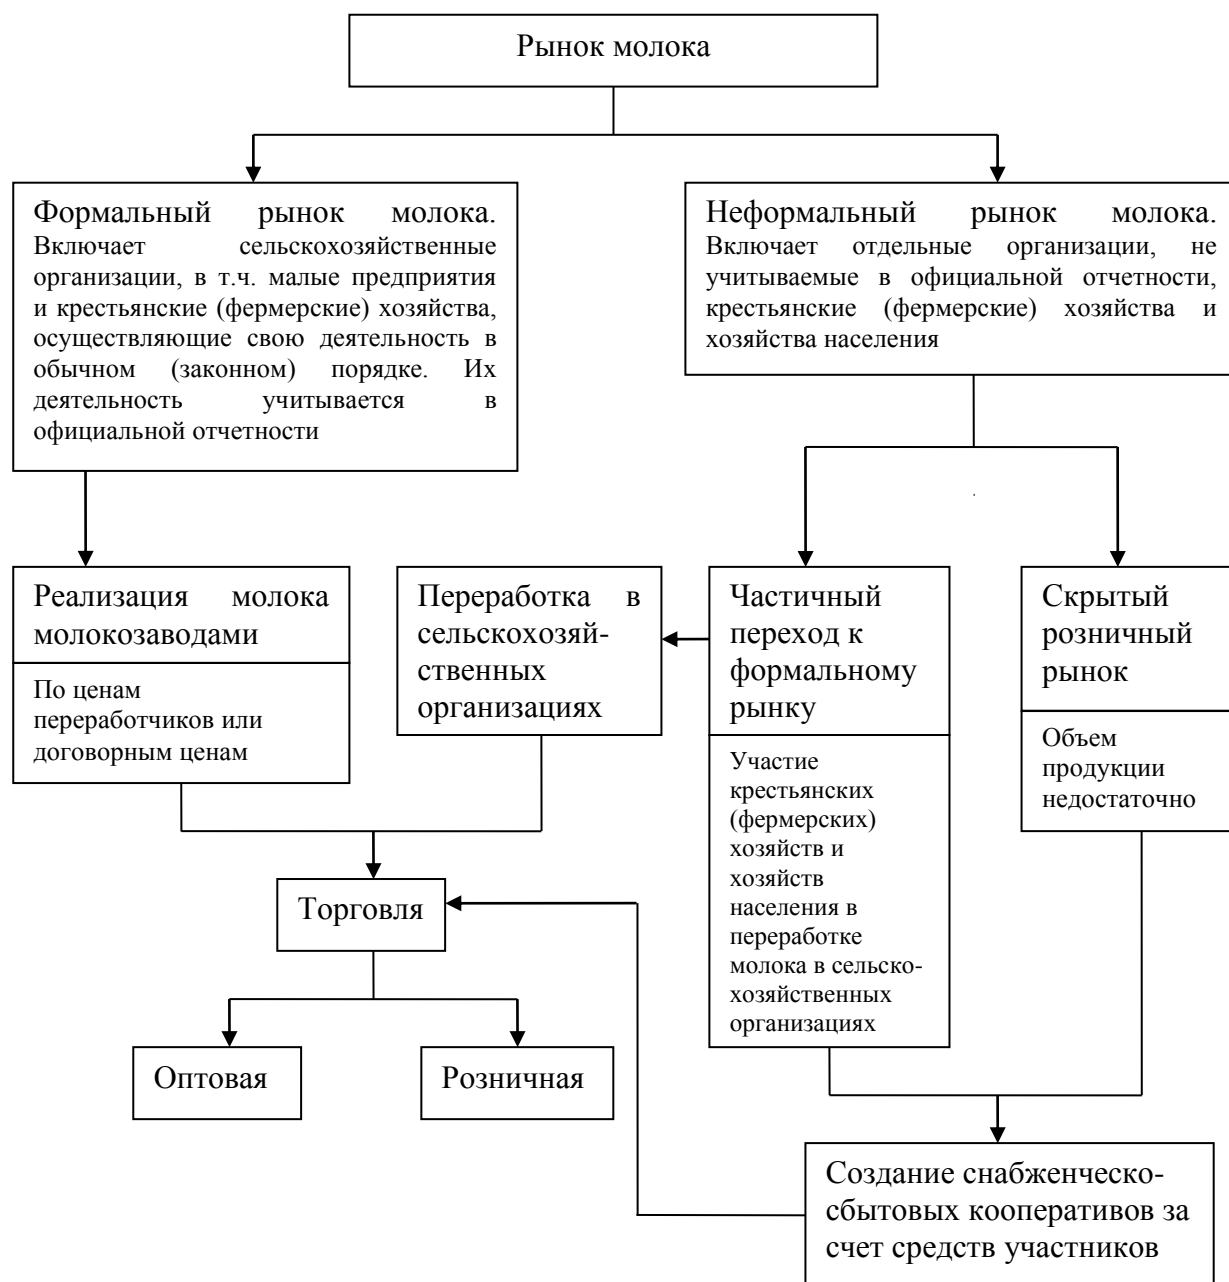 Рынок молока
Формальный рынок молока.
Включает сельскохозяйственные
организации, в т.ч. малые предприятия
и крестьянские (фермерские) хозяйства,
осуществляющие свою деятельность в
обычном (законном) порядке. Их
деятельность учитывается в
официальной отчетности
Неформальный рынок молока.
Включает отдельные организации, не
учитываемые в официальной отчетности,
крестьянские (фермерские) хозяйства и
хозяйства населения
Реализация молока
молокозаводами
По ценам
переработчиков или
договорным ценам
Переработка в
сельскохозяй-
ственных
организациях
Частичный
переход к
формальному
рынку
Участие
крестьянских
(фермерских)
хозяйств и
хозяйств
населения в
переработке
молока в сельско-
хозяйственных
организациях
Скрытый
розничный
рынок
Объем
продукции
недостаточно
Торговля
Оптовая
Розничная
Создание снабженческо-
сбытовых кооперативов за
счет средств участников